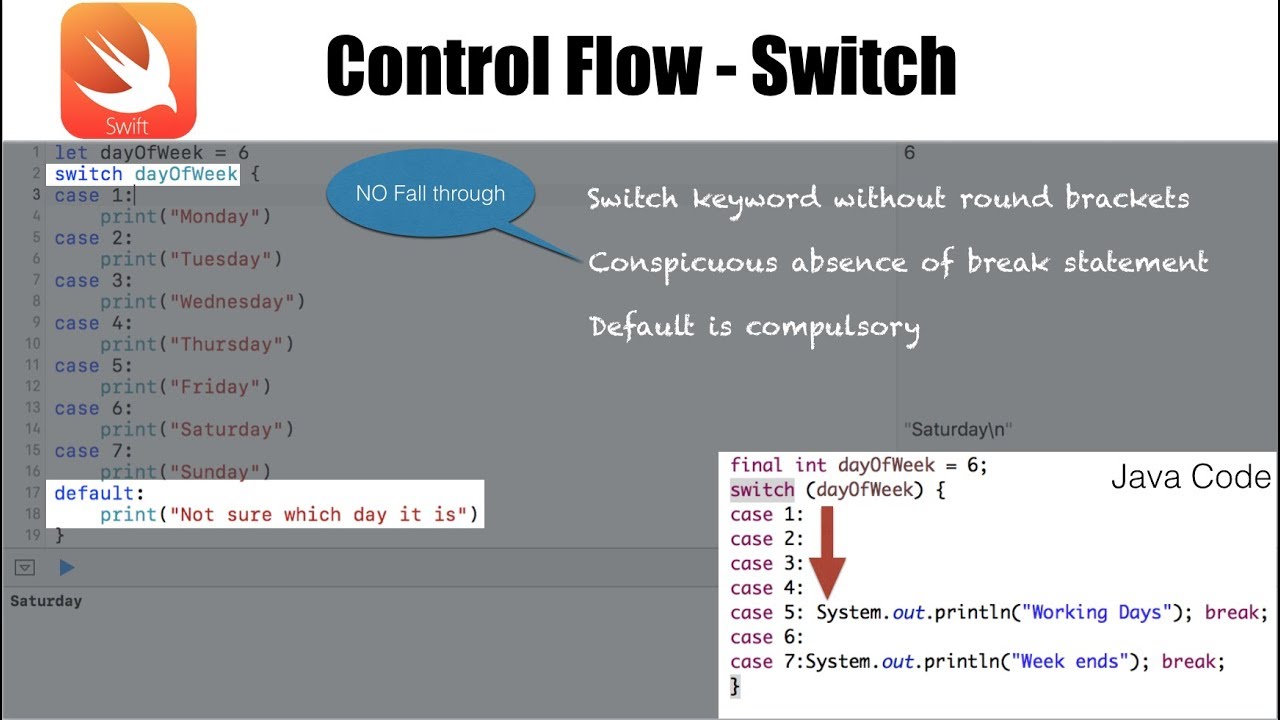 Swift
Control Flow - Switch
1 let dayOfWeek = 6
2 switch dayOfWeek {
3 case 1:
4 print("Monday")
5 case 2:
6 print("Tuesday")
7 case 3:
8 print("Wednesday")
9 case 4:
10 print("Thursday")
11 case 5:
12 print("Friday")
13 case 6:
14 print("Saturday")
15 case 7:
16 print("Sunday")
17 default:
18 print("Not sure which day it is")
19 }
Saturday
NO Fall through
6
Switch keyword without round brackets
Conspicuous absence of break statement
Default is compulsory
"Saturday\n"
Java Code
final int dayOfWeek = 6;
switch (dayOfWeek) {
case 1:
case 2:
case 3:
case 4:
case 5: System.out.println("Working Days"); break;
case 6:
case 7:System.out.println("Week ends"); break;
}